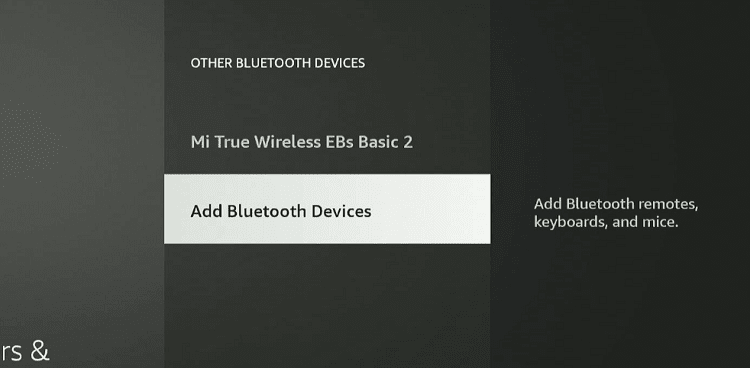 OTHER BLUETOOTH DEVICES
Mi True Wireless EBs Basic 2
Add Bluetooth Devices
Add Bluetooth remotes,
keyboards, and mice.
rs &